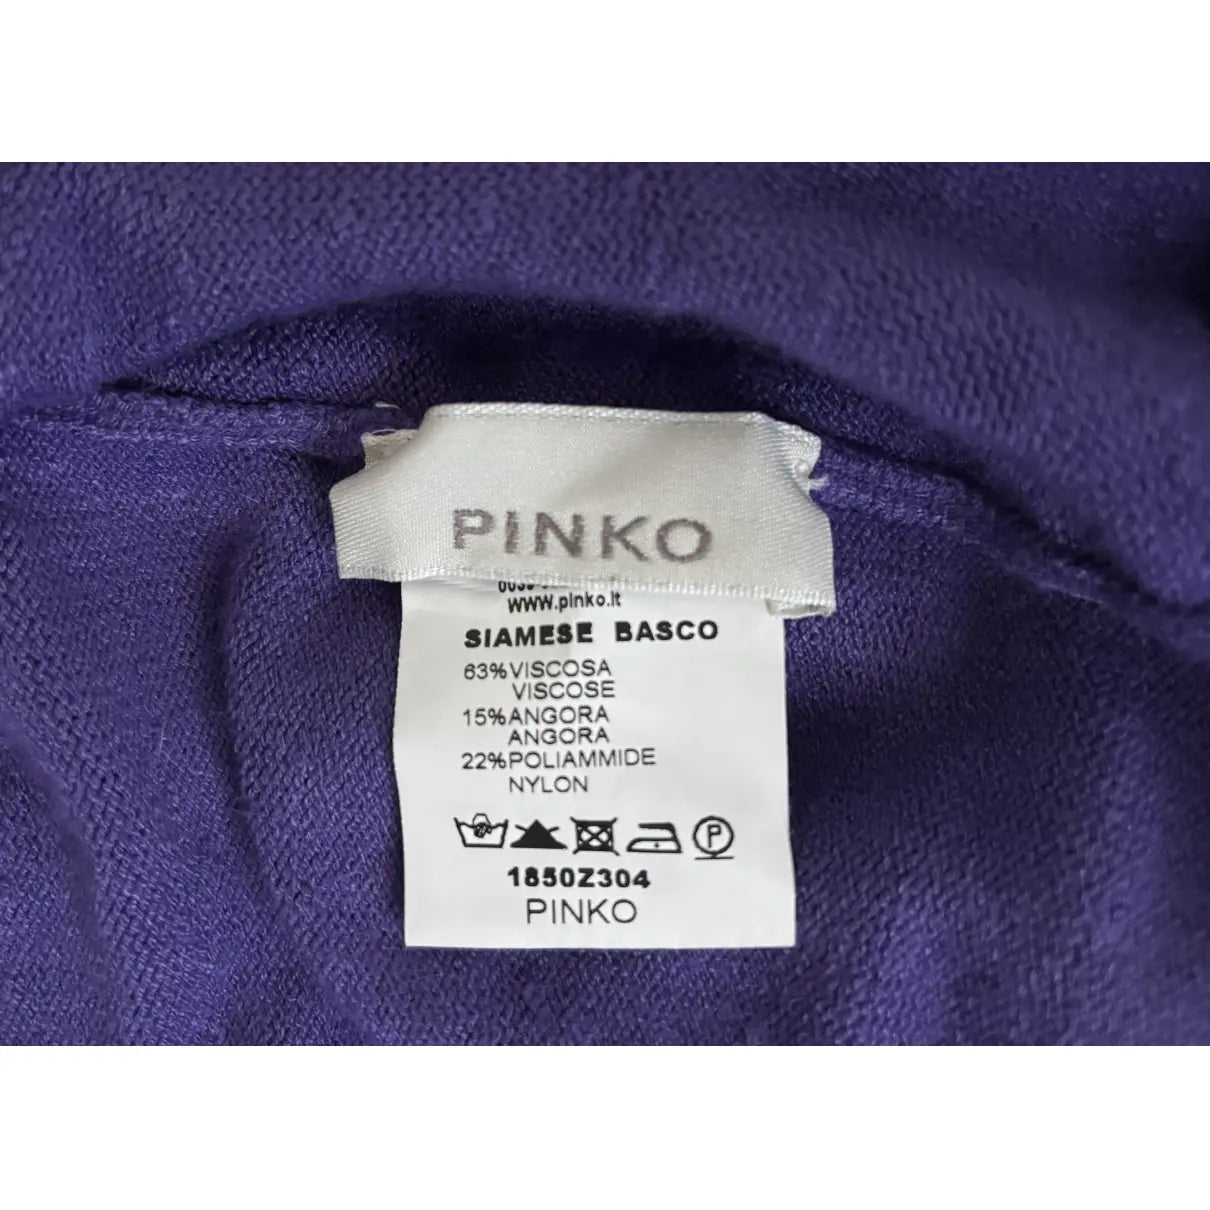 PINKO
www.pinko.it
SIAMESE BASCO
63%VISCOSA
VISCOSE
15%ANGORA
ANGORA
22%POLIAMMIDE
NYLON
P
1850Z304
PINKO